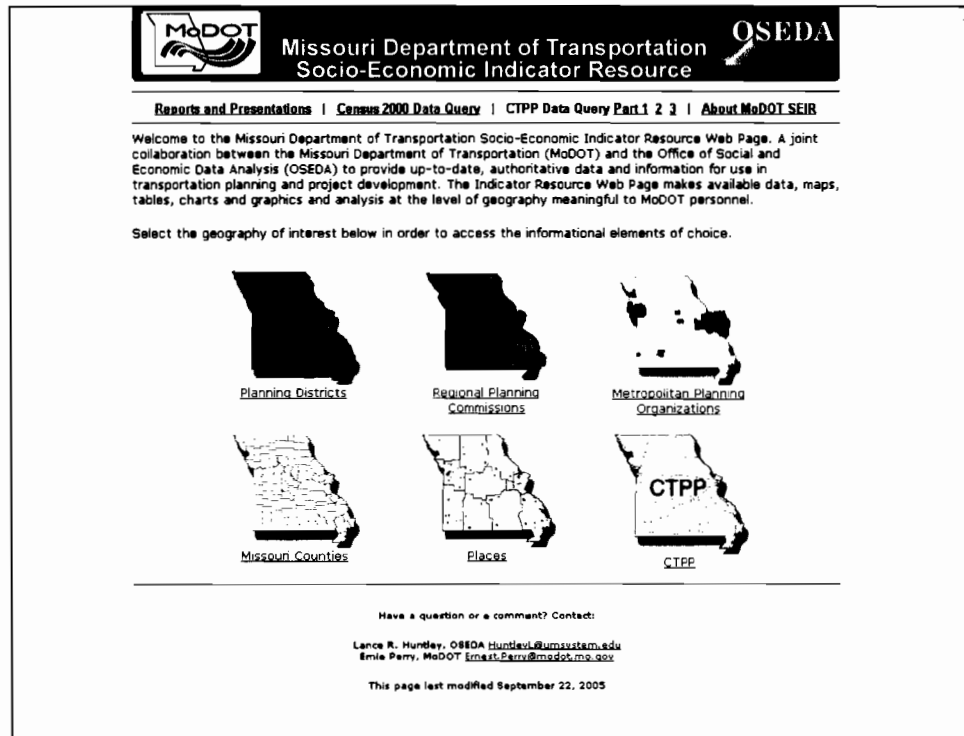 MoDOT
OSEDA
Missouri Department of Transportation
Socio-Economic Indicator Resource
Reports and Presentations | Census 2000 Data Query | CTPP Data Query Part 1 2 3 | About MoDOT SEIR
Welcome to the Missouri Department of Transportation Socio-Economic Indicator Resource Web Page. A joint
collaboration between the Missouri Department of Transportation (MoDOT) and the Office of Social and
Economic Data Analysis (OSEDA) to provide up-to-date, authoritative data and information for use in
transportation planning and project development. The Indicator Resource Web Page makes available data, maps,
tables, charts and graphics and analysis at the level of geography meaningful to MoDOT personnel.
Select the geography of interest below in order to access the informational elements of choice.
Planning Districts
Regional Planning
Commissions
Metropolitan Planning
Organizations
Missouri Counties
Places
CTPP
CTPP
Have a question or a comment? Contact:
Lance R. Huntley, OSEDA HuntleyL@umsystem.edu
Ernie Perry, MoDOT Ernest.Perry@modot.mo.gov
This page last modified September 22, 2005